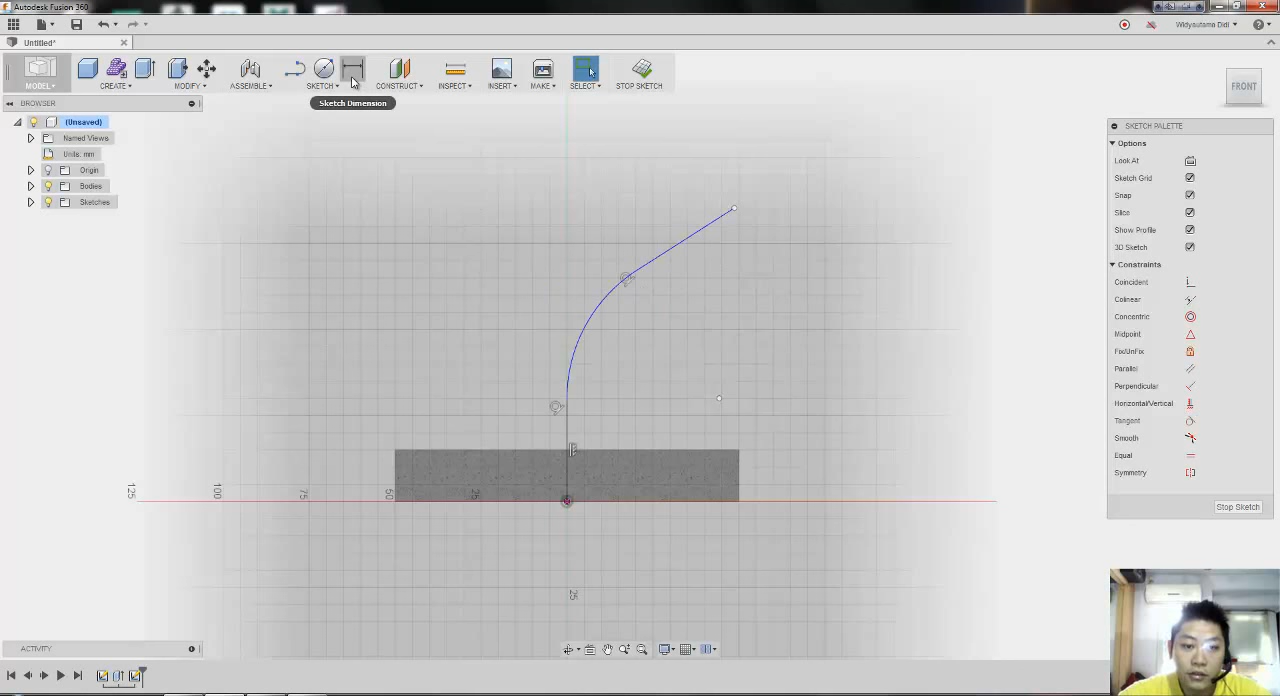 Autodesk Fusion 360
Widyautama Didi
Untitled*
MODEL
CREATE
MODIFY
ASSEMBLE
SKETCH
CONSTRUCT
INSPECT
INSERT
MAKE
SELECT
STOP SKETCH
Sketch Dimension
BROWSER
(Unsaved)
Named Views
Units: mm
Origin
Bodies
Sketches
FRONT
SKETCH PALETTE
Options
Look At
Sketch Grid
Snap
Slice
Show Profile
3D Sketch
Constraints
Coincident
Colinear
Concentric
Midpoint
Fix/UnFix
Parallel
Perpendicular
Horizontal/Vertical
Tangent
Smooth
Equal
Symmetry
Stop Sketch
125
100
75
50
25
25
ACTIVITY